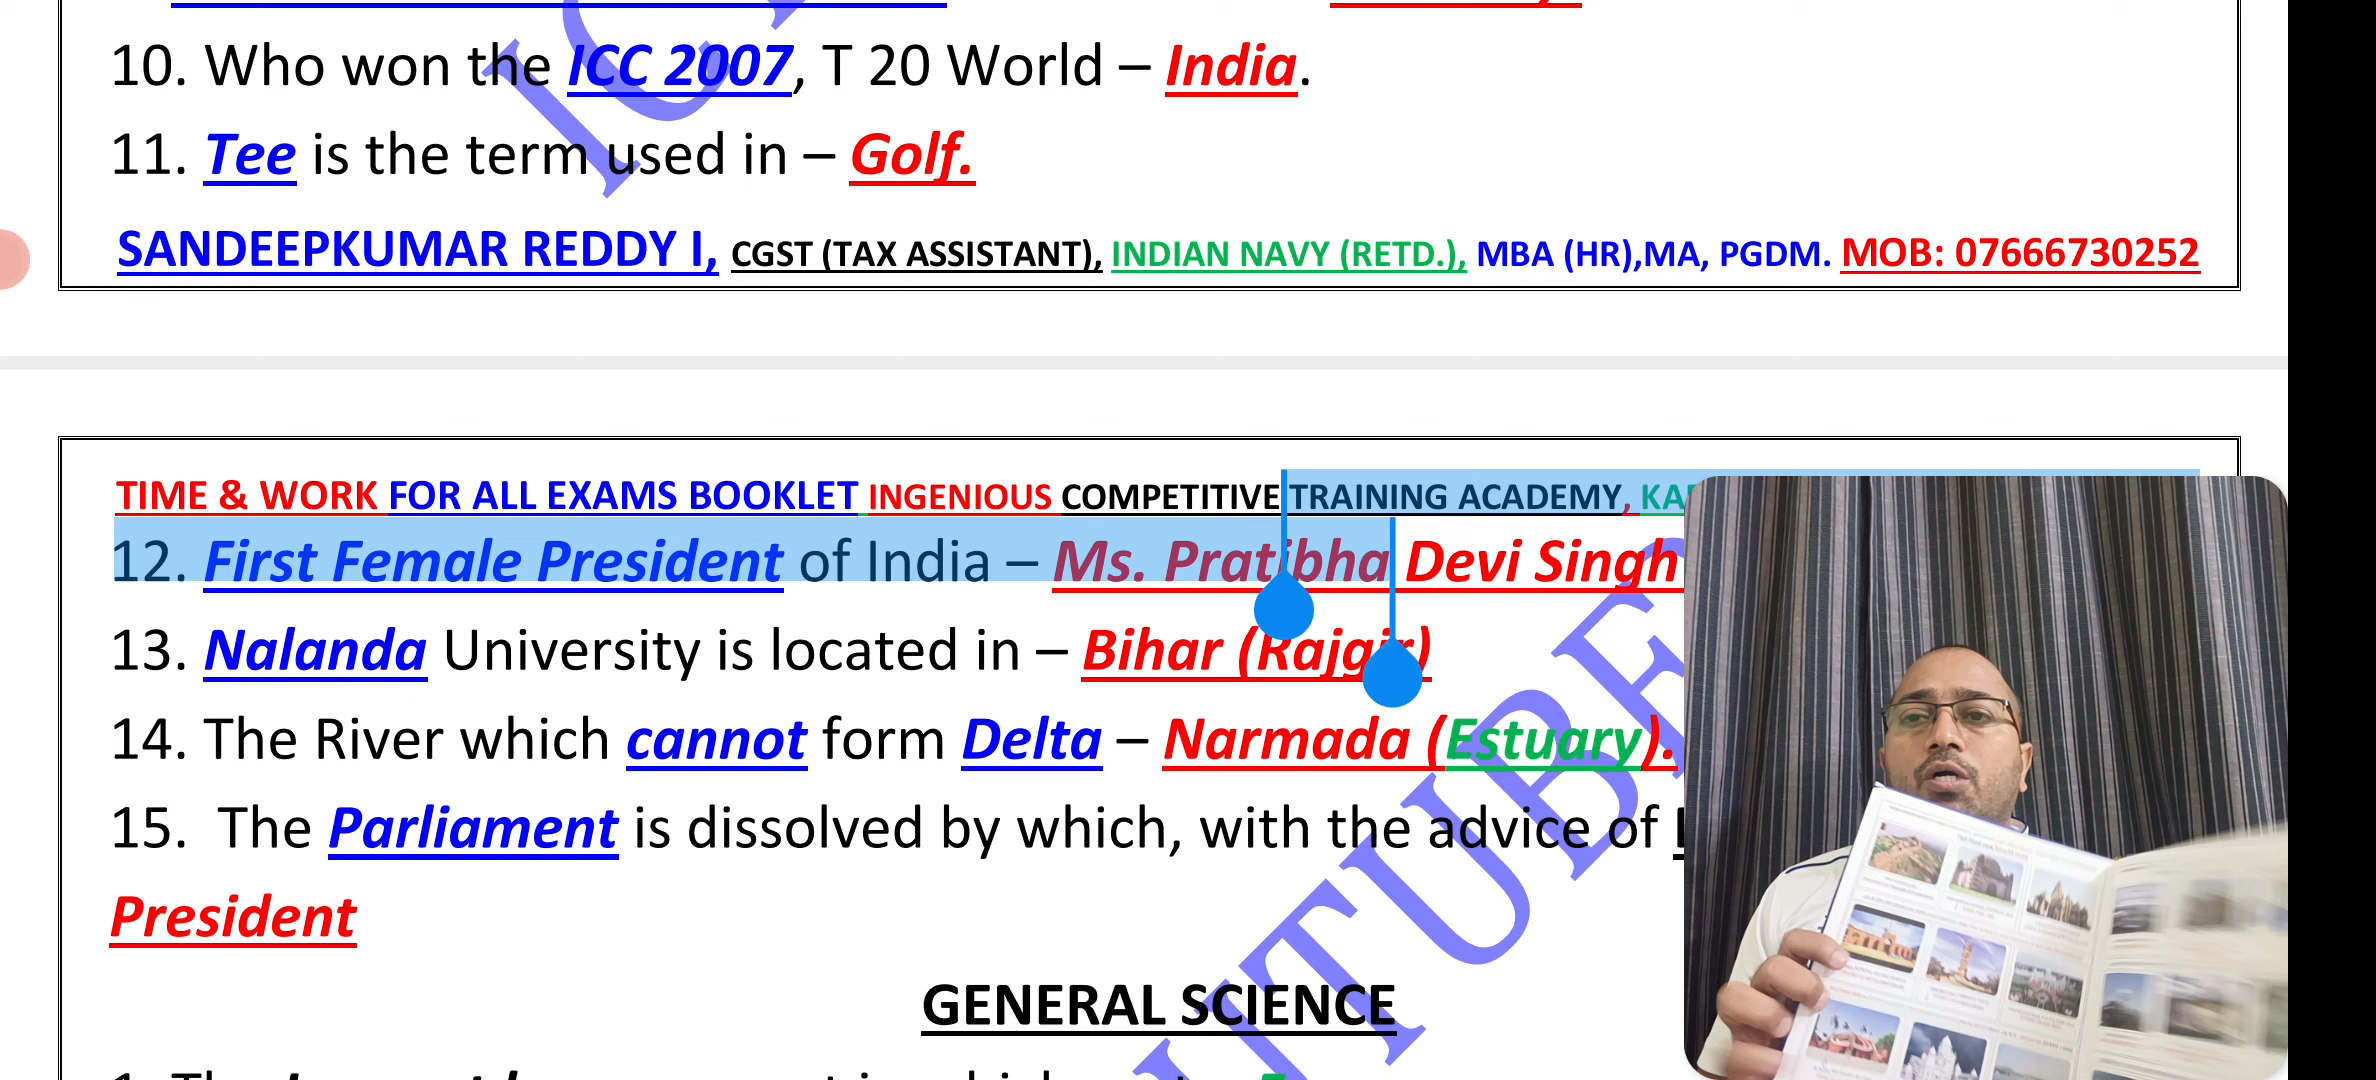 10. Who won the ICC 2007, T 20 World – India.
11. Tee is the term used in – Golf.
SANDEEPKUMAR REDDY I, CGST (TAX ASSISTANT), INDIAN NAVY (RETD.), MBA (HR),MA, PGDM. MOB: 07666730252
TIME & WORK FOR ALL EXAMS BOOKLET INGENIOUS COMPETITIVE TRAINING ACADEMY,
12. First Female President of India – Ms. Pratibha Devi Singh
13. Nalanda University is located in – Bihar (Rajgir)
14. The River which cannot form Delta – Narmada (Estuary).
15. The Parliament is dissolved by which, with the advice of
President
GENERAL SCIENCE